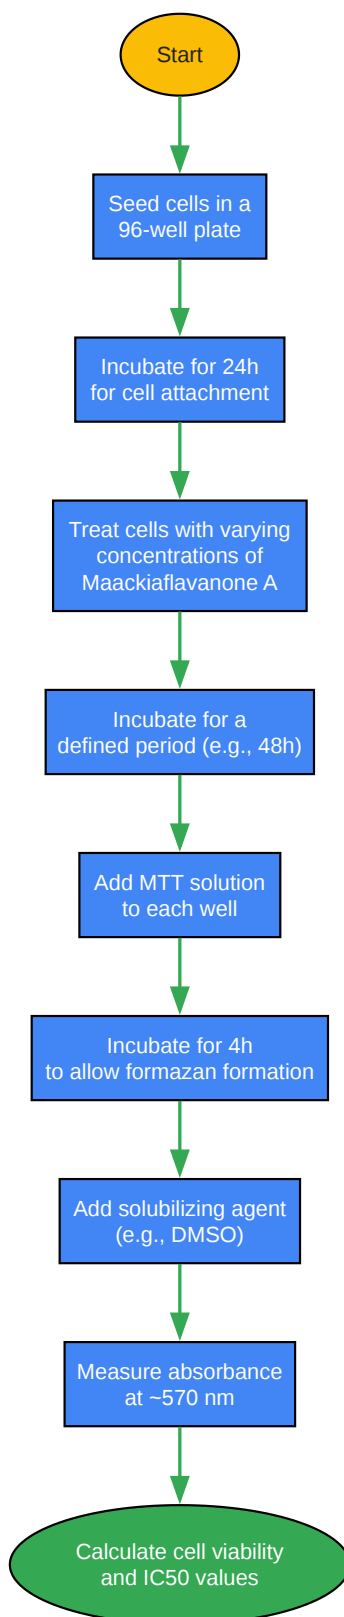 Start
Seed cells in a
96-well plate
Incubate for 24h
for cell attachment
Treat cells with varying
concentrations of
Maackiaflavanone A
Incubate for a
defined period (e.g., 48h)
Add MTT solution
to each well
Incubate for 4h
to allow formazan formation
Add solubilizing agent
(e.g., DMSO)
Measure absorbance
at ~570 nm
Calculate cell viability
and IC50 values